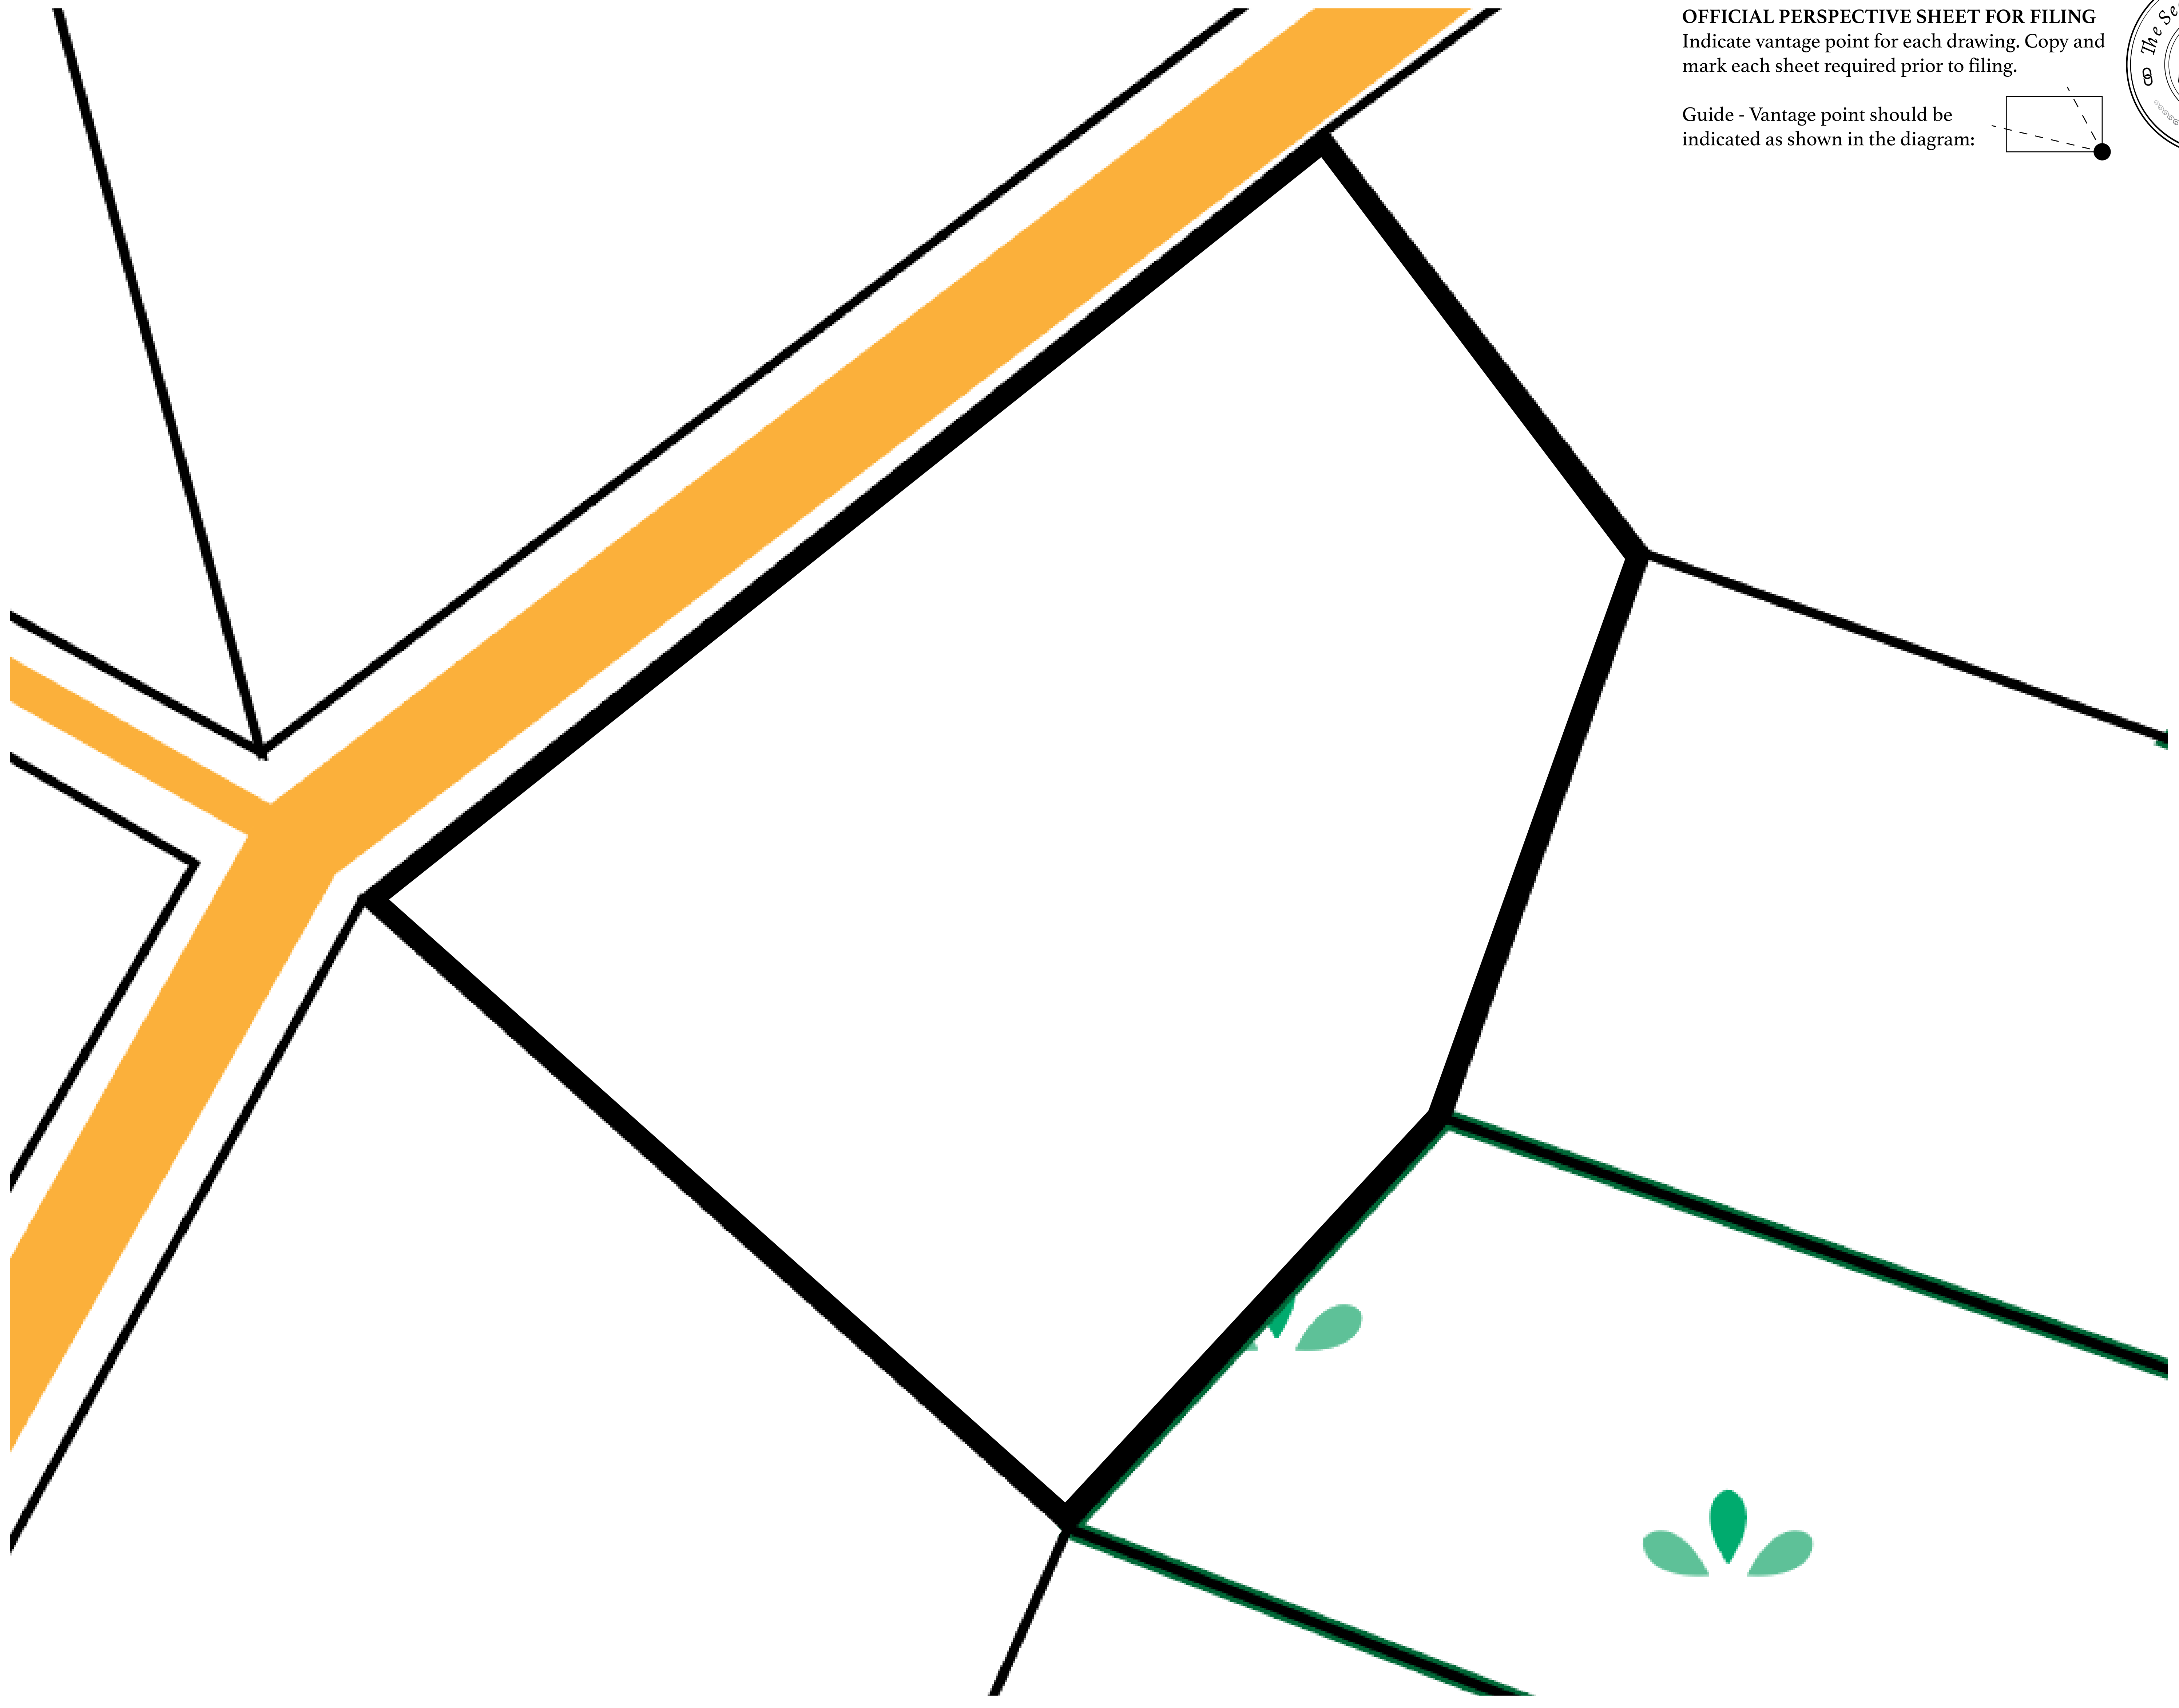 OFFICIAL PERSPECTIVE SHEET FOR FILING
Indicate vantage point for each drawing. Copy and
mark each sheet required prior to filing.
Guide - Vantage point should be
indicated as shown in the diagram:
The